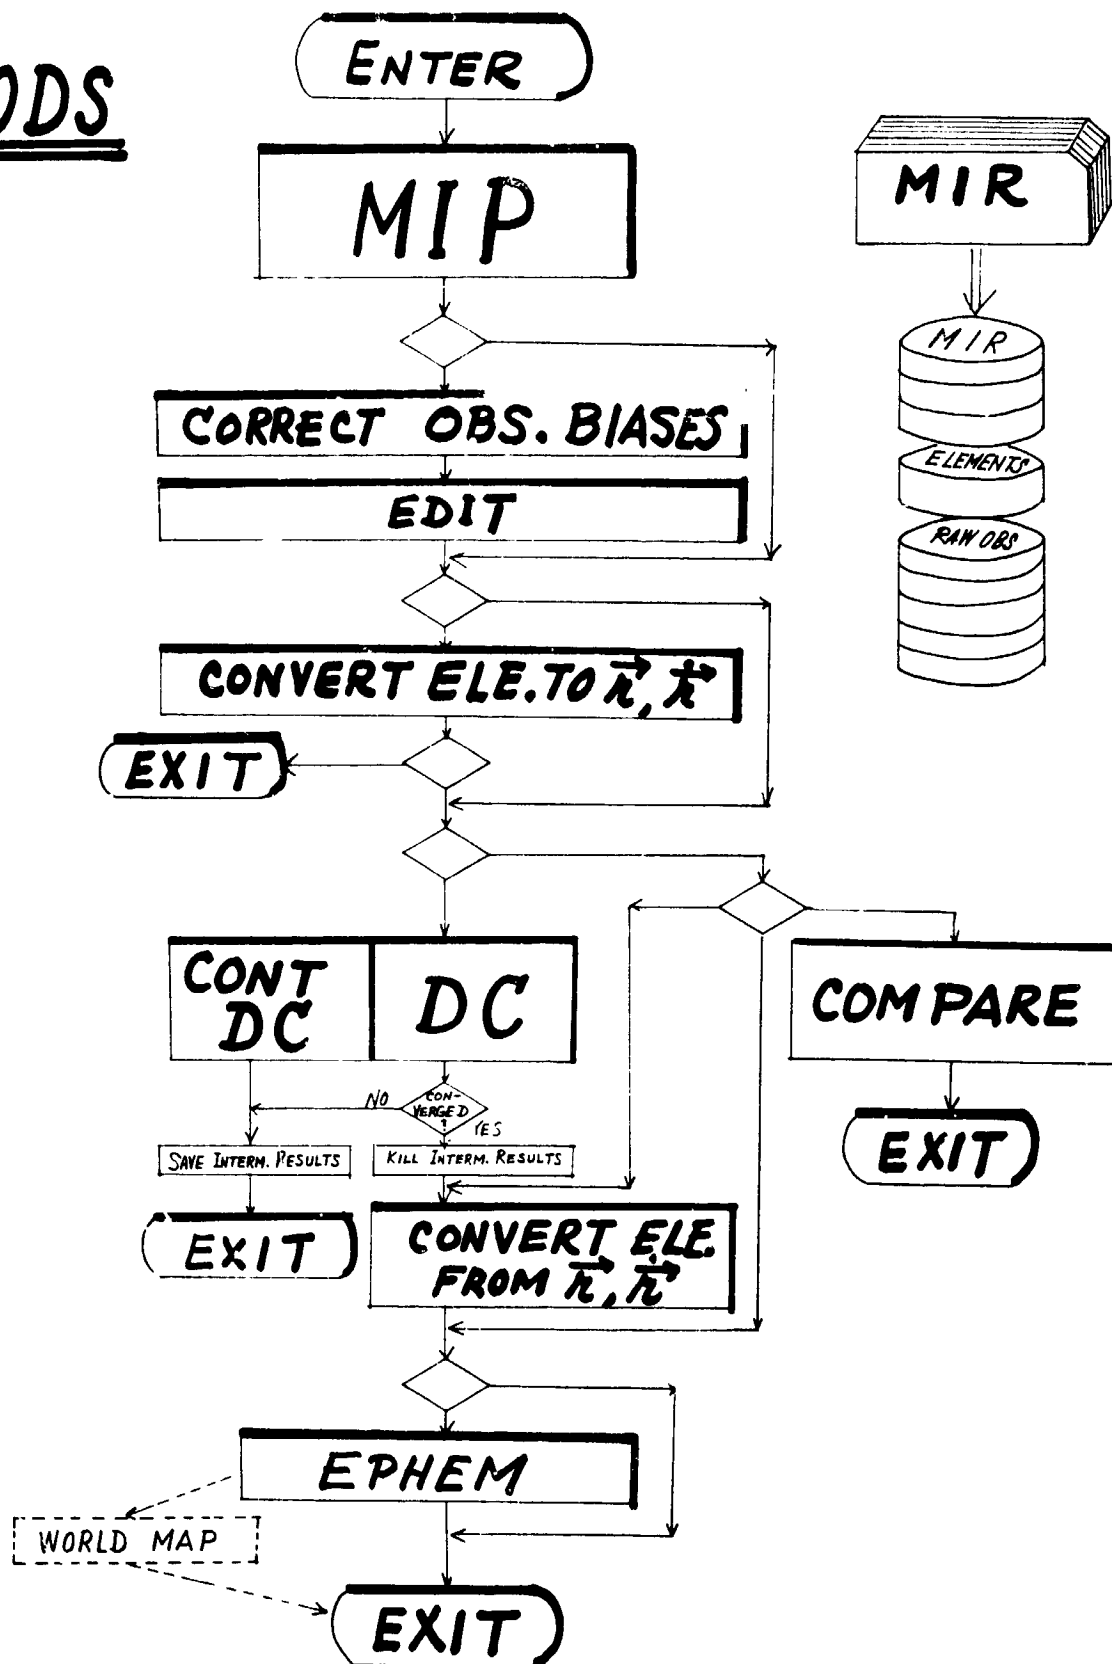 ODS
ENTER
MIP
MIR
MIR
ELEMENTS
RAW OBS
CORRECT OBS. BIASES
EDIT
CONVERT ELE. TO r⃗, ṙ⃗
EXIT
CONT
DC
DC
COMPARE
NO
CON-
VERGED
?
YES
SAVE INTERM. RESULTS
KILL INTERM. RESULTS
EXIT
EXIT
CONVERT ELE.
FROM r⃗, ṙ⃗
EPHEM
WORLD MAP
EXIT